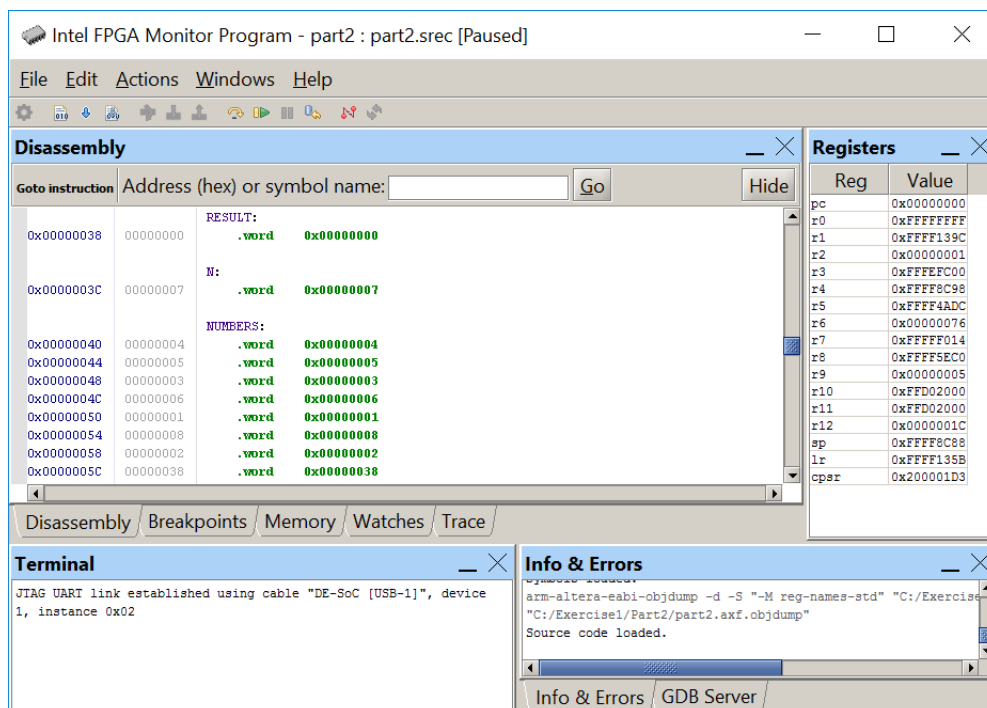 Intel FPGA Monitor Program - part2 : part2.srec [Paused]
File Edit Actions Windows Help
Disassembly
Goto instruction Address (hex) or symbol name: Go Hide
RESULT:
0x00000038 00000000 .word 0x00000000
N:
0x0000003C 00000007 .word 0x00000007
NUMBERS:
0x00000040 00000004 .word 0x00000004
0x00000044 00000005 .word 0x00000005
0x00000048 00000003 .word 0x00000003
0x0000004C 00000006 .word 0x00000006
0x00000050 00000001 .word 0x00000001
0x00000054 00000008 .word 0x00000008
0x00000058 00000002 .word 0x00000002
0x0000005C 00000038 .word 0x00000038
Disassembly Breakpoints Memory Watches Trace
Registers
Reg Value
pc 0x00000000
r0 0xFFFFFFFF
r1 0xFFFF139C
r2 0x00000001
r3 0xFFFEFC00
r4 0xFFFF8C98
r5 0xFFFF4ADC
r6 0x00000076
r7 0xFFFFF014
r8 0xFFFF5EC0
r9 0x00000005
r10 0xFFD02000
r11 0xFFD02000
r12 0x0000001C
sp 0xFFFF8C88
lr 0xFFFF135B
cpsr 0x200001D3
Terminal
JTAG UART link established using cable "DE-SoC [USB-1]", device
1, instance 0x02
Info & Errors
Symbols loaded.
arm-altera-eabi-objdump -d -S "-M reg-names-std" "C:/Exercise
"C:/Exercise1/Part2/part2.axf.objdump"
Source code loaded.
Info & Errors GDB Server